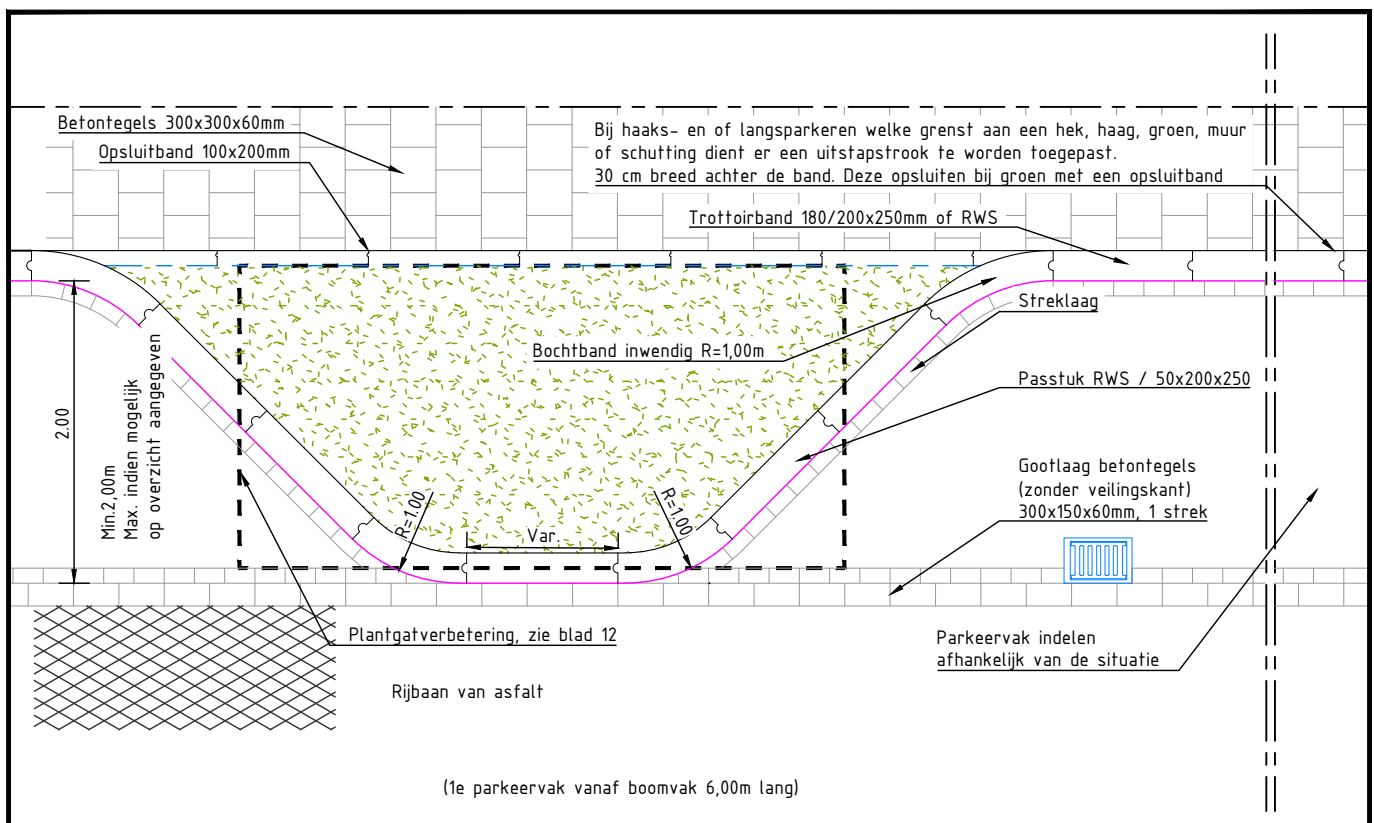 Betontegels 300x300x60mm
Opsluitband 100x200mm
Bij haaks- en of langsparkeren welke grenst aan een hek, haag, groen, muur
of schutting dient er een uitstapstrook te worden toegepast.
30 cm breed achter de band. Deze opsluiten bij groen met een opsluitband
Trottoirband 180/200x250mm of RWS
Streklaag
Bochtband inwendig R=1,00m
Passtuk RWS / 50x200x250
2.00
Min.2,00m
Max. indien mogelijk
op overzicht aangegeven
Gootlaag betontegels
(zonder veilingskant)
300x150x60mm, 1 strek
R=1.00
R=1.00
Var.
Plantgatverbetering, zie blad 12
Parkeervak indelen
afhankelijk van de situatie
Rijbaan van asfalt
(1e parkeervak vanaf boomvak 6,00m lang)